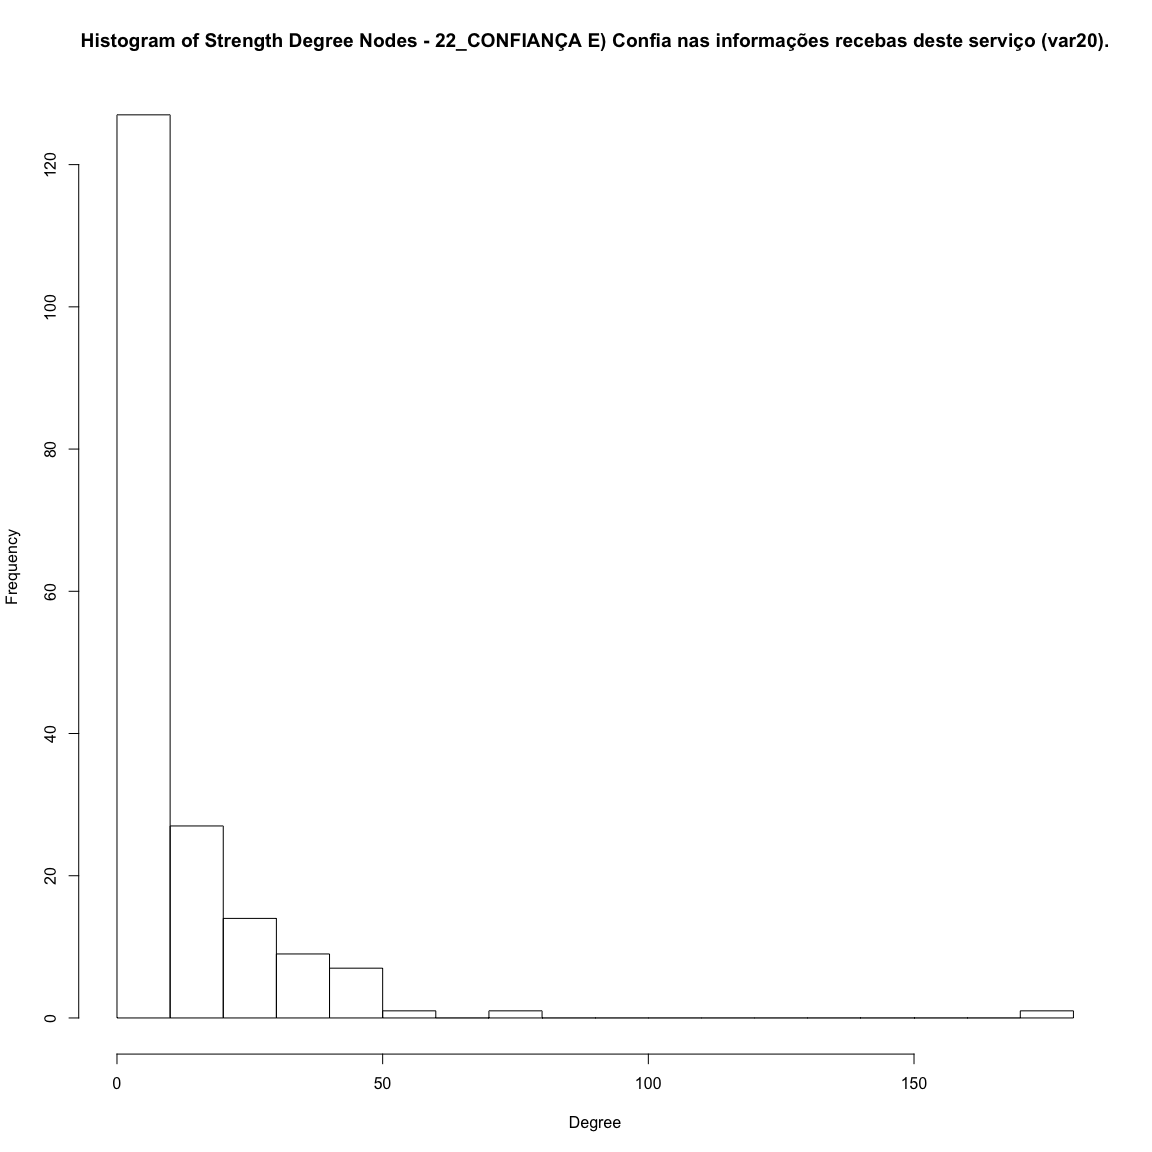 Histogram of Strength Degree Nodes - 22_CONFIANÇA E) Confia nas informações recebas deste serviço (var20).
120
100
80
60
40
20
0
Frequency
0 50 100 150
Degree